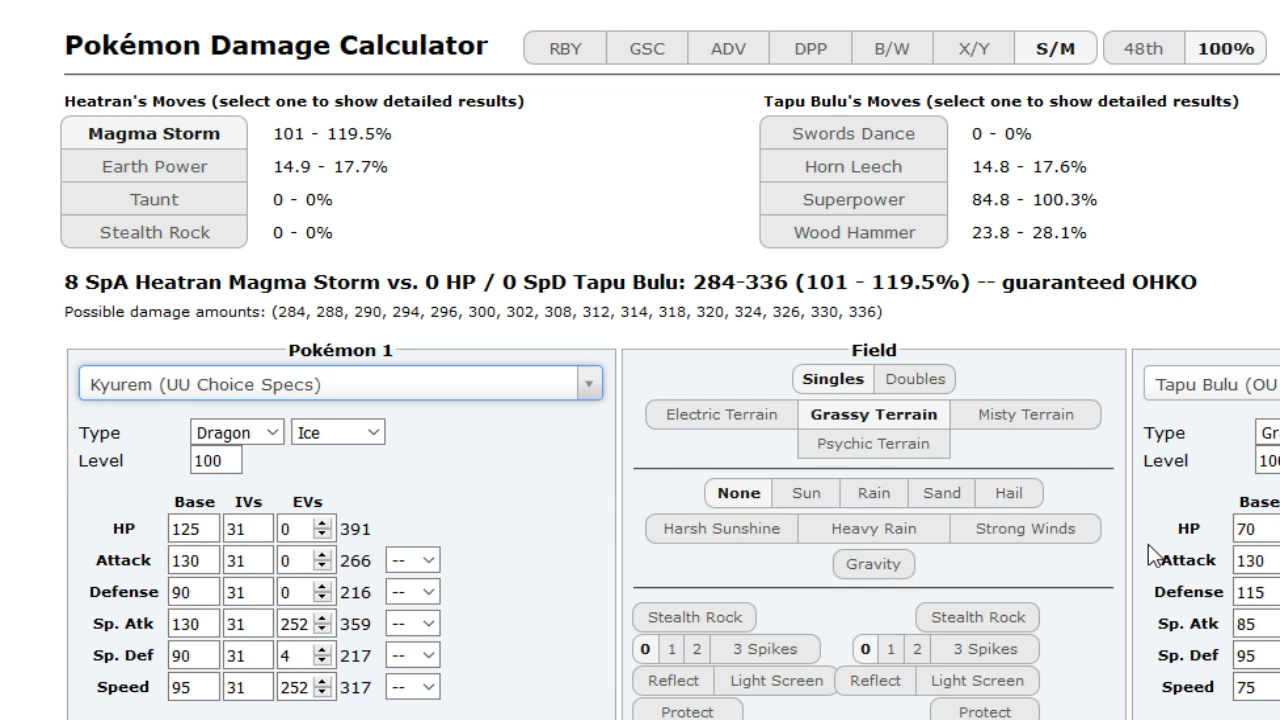 Pokémon Damage Calculator RBY GSC ADV DPP B/W X/Y S/M 48th 100%
Heatran's Moves (select one to show detailed results) Tapu Bulu's Moves (select one to show detailed results)
Magma Storm 101 - 119.5% Swords Dance 0 - 0%
Earth Power 14.9 - 17.7% Horn Leech 14.8 - 17.6%
Taunt 0 - 0% Superpower 84.8 - 100.3%
Stealth Rock 0 - 0% Wood Hammer 23.8 - 28.1%
8 SpA Heatran Magma Storm vs. 0 HP / 0 SpD Tapu Bulu: 284-336 (101 - 119.5%) -- guaranteed OHKO
Possible damage amounts: (284, 288, 290, 294, 296, 300, 302, 308, 312, 314, 318, 320, 324, 326, 330, 336)
Pokémon 1
Kyurem (UU Choice Specs)
Type Dragon Ice
Level 100
Base IVs EVs
HP 125 31 0 391
Attack 130 31 0 266 --
Defense 90 31 0 216 --
Sp. Atk 130 31 252 359 --
Sp. Def 90 31 4 217 --
Speed 95 31 252 317 --
Field
Singles Doubles
Electric Terrain Grassy Terrain Misty Terrain
Psychic Terrain
None Sun Rain Sand Hail
Harsh Sunshine Heavy Rain Strong Winds
Gravity
Stealth Rock Stealth Rock
0 1 2 3 Spikes 0 1 2 3 Spikes
Reflect Light Screen Reflect Light Screen
Protect Protect
Tapu Bulu (OU
Type Gr
Level 100
Base
HP 70
Attack 130
Defense 115
Sp. Atk 85
Sp. Def 95
Speed 75